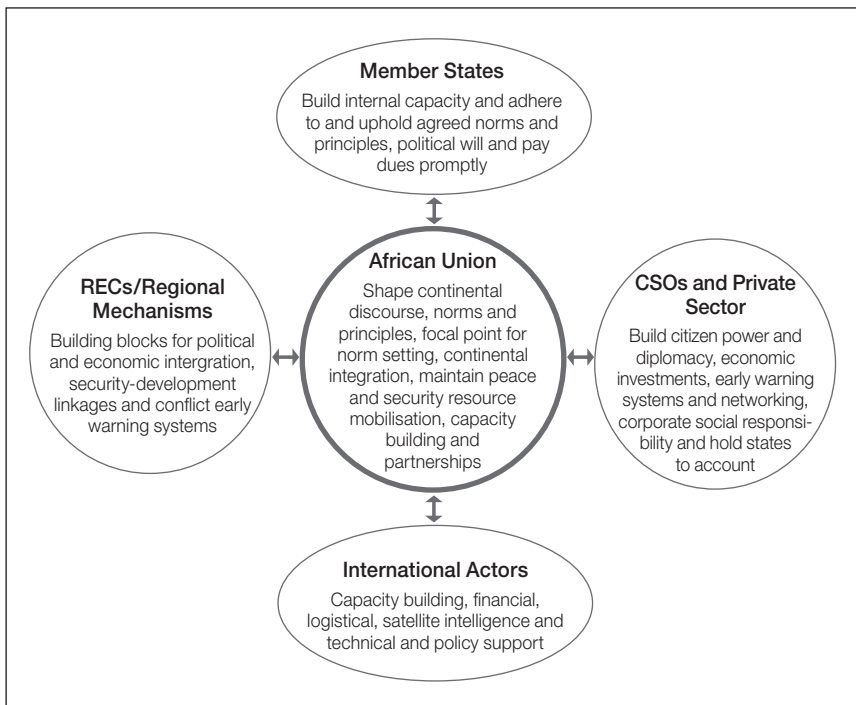 Member States
Build internal capacity and adhere
to and uphold agreed norms and
principles, political will and pay
dues promptly
RECs/Regional
Mechanisms
Building blocks for political
and economic intergration,
security-development
linkages and conflict early
warning systems
African Union
Shape continental
discourse, norms and
principles, focal point for
norm setting, continental
integration, maintain peace
and security resource
mobilisation, capacity
building and
partnerships
CSOs and Private
Sector
Build citizen power and
diplomacy, economic
investments, early warning
systems and networking,
corporate social responsi-
bility and hold states
to account
International Actors
Capacity building, financial,
logistical, satellite intelligence and
technical and policy support